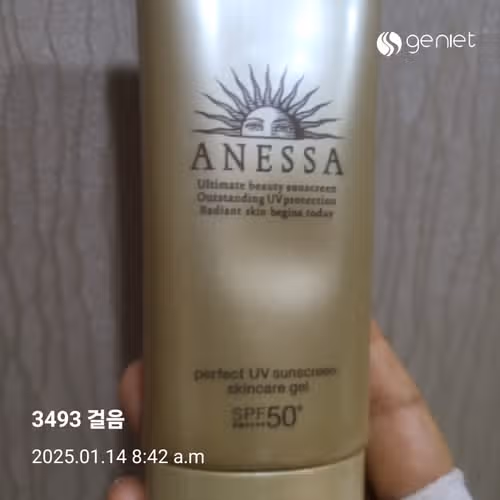 geniet
ANESSA
Ultimate beauty sunscreen
Outstanding UV protection
Radiant skin begins today
perfect UV sunscreen
skincare gel
SPF50+
PA++++
3493 걸음
2025.01.14 8:42 a.m